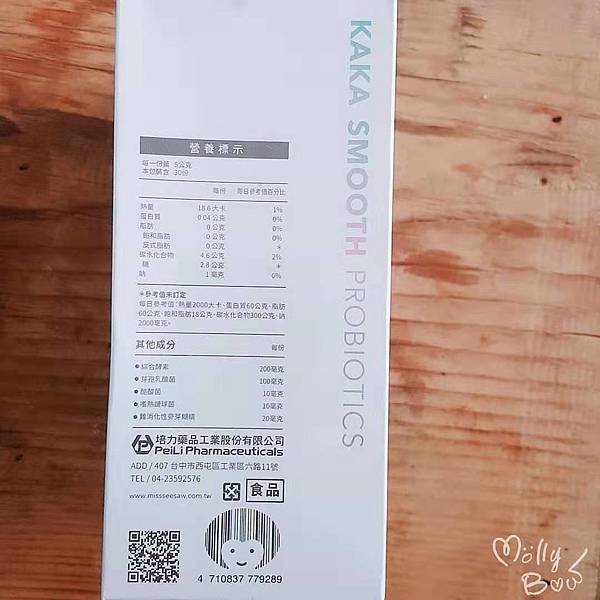 KAKA SMOOTH PROBIOTICS
營養標示
每一份量 5公克
本包裝含 30份
每份 每日參考值百分比
熱量 18.6 大卡 1%
蛋白質 0.04 公克 0%
脂肪 0 公克 0%
飽和脂肪 0 公克 0%
反式脂肪 0 公克 *
碳水化合物 4.6 公克 2%
糖 2.8 公克 *
鈉 1 毫克 0%
*參考值未訂定
每日參考值:熱量2000大卡、蛋白質60公克、脂肪
60公克、飽和脂肪18公克、碳水化合物300公克、鈉
2000毫克。
其他成分 每份
●綜合酵素 200毫克
●芽孢乳酸菌 100毫克
●酪酸菌 10毫克
●嗜熱鏈球菌 10毫克
●難消化性麥芽糊精 20毫克
培力藥品工業股份有限公司
PeiLi Pharmaceuticals
ADD / 407 台中市西屯區工業區六路11號
TEL / 04-23592576
www.missseesaw.com.tw
食品
4 710837 779289
Mölly
Boo